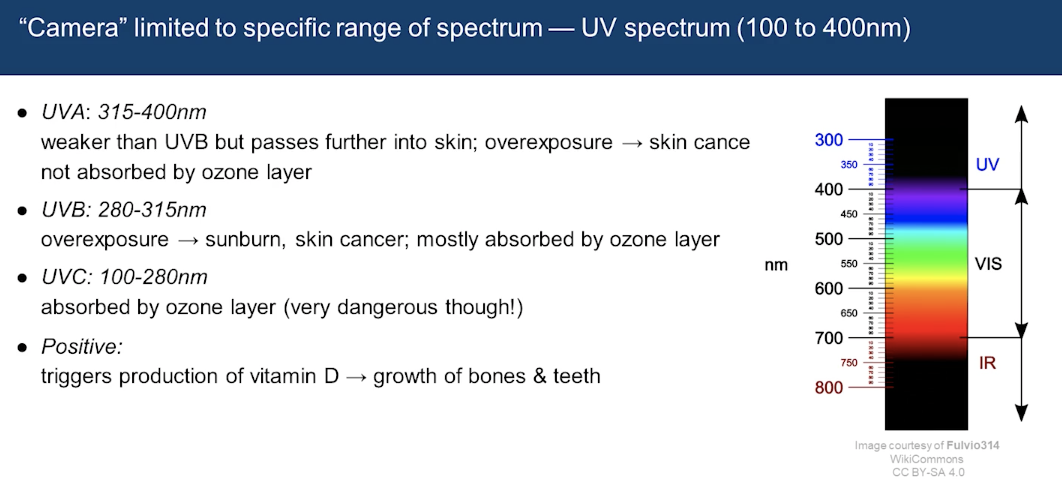 “Camera” limited to specific range of spectrum — UV spectrum (100 to 400nm)
● UVA: 315-400nm
weaker than UVB but passes further into skin; overexposure → skin cance
not absorbed by ozone layer
● UVB: 280-315nm
overexposure → sunburn, skin cancer; mostly absorbed by ozone layer
● UVC: 100-280nm
absorbed by ozone layer (very dangerous though!)
● Positive:
triggers production of vitamin D → growth of bones & teeth
nm
300
350
400
450
500
550
600
650
700
750
800
UV
VIS
IR
Image courtesy of Fulvio314
WikiCommons
CC BY-SA 4.0